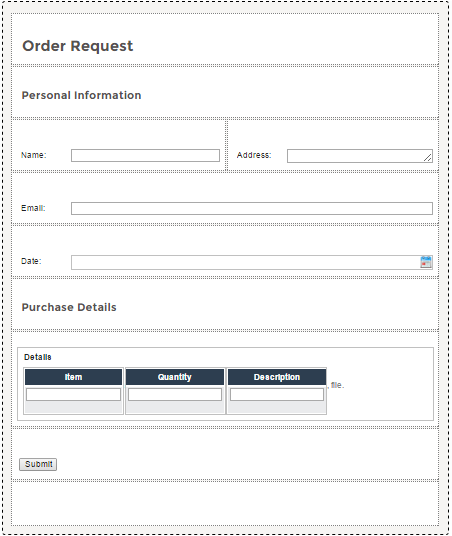 Order Request
Personal Information
Name:
Address:
Email:
Date:
Purchase Details
Details
Item
Quantity
Description
, file.
Submit